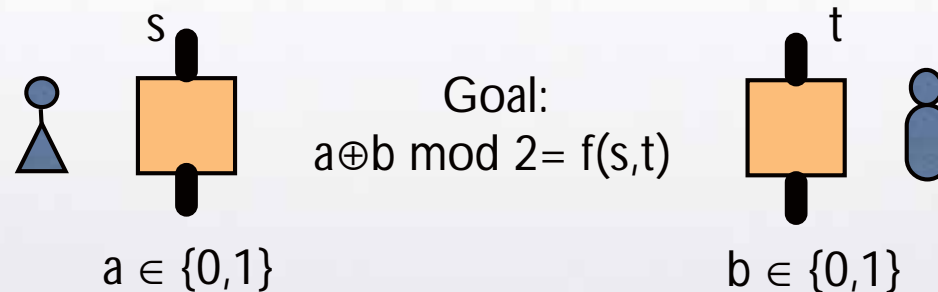 s
t
Goal:
a⊕b mod 2= f(s,t)
a ∈ {0,1}
b ∈ {0,1}